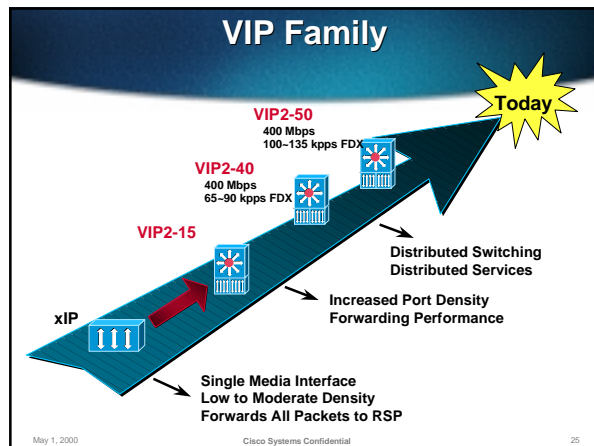 VIP Family
Today
VIP2-50
400 Mbps
100~135 kpps FDX
VIP2-40
400 Mbps
65~90 kpps FDX
VIP2-15
Distributed Switching
Distributed Services
Increased Port Density
Forwarding Performance
xIP
Single Media Interface
Low to Moderate Density
Forwards All Packets to RSP
May 1, 2000
Cisco Systems Confidential
25